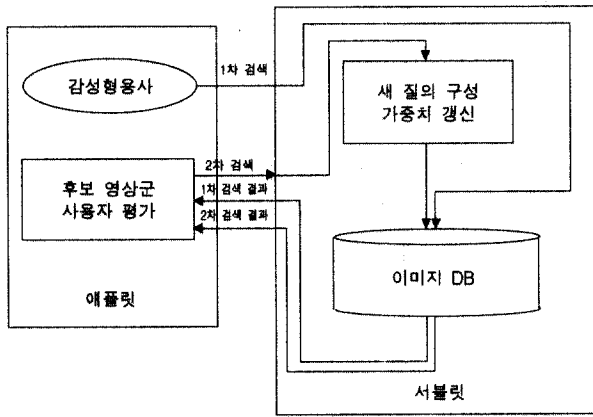 1차 검색
감성형용사
새 질의 구성
가중치 갱신
2차 검색
후보 영상군
사용자 평가
1차 검색 결과
2차 검색 결과
이미지 DB
애플릿
서블릿